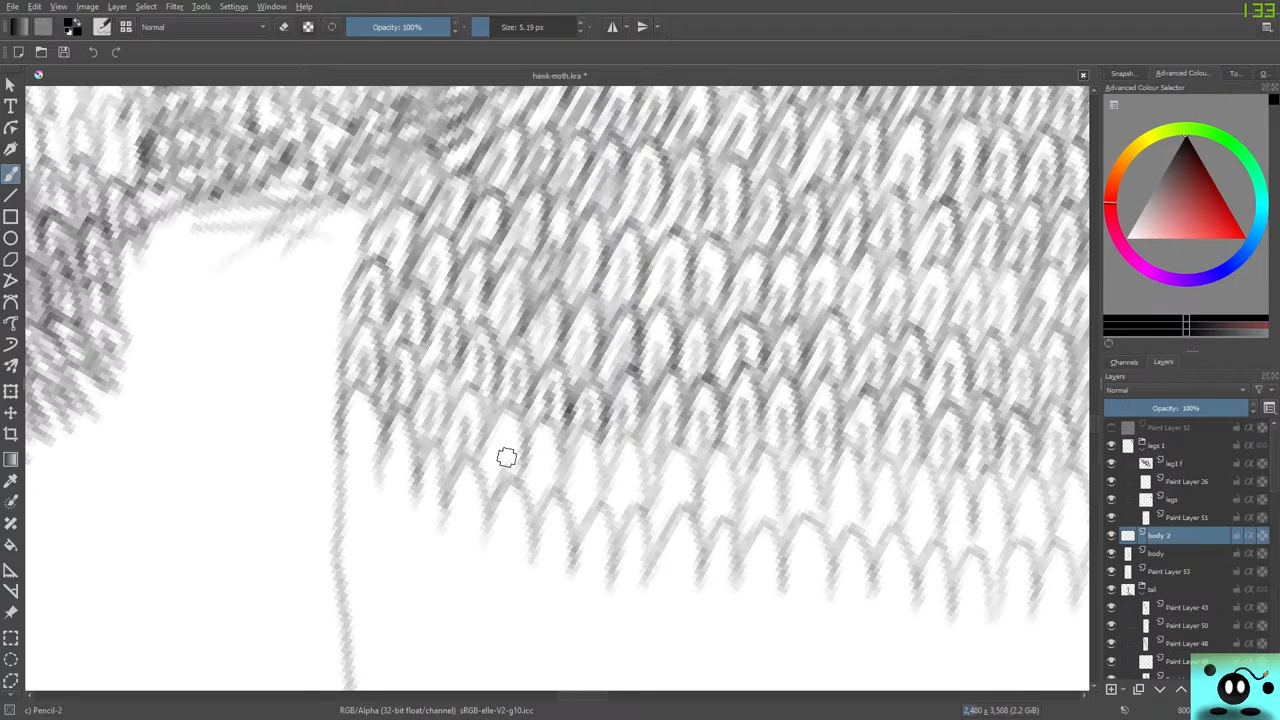 133
File Edit View Image Layer Select Filter Tools Settings Window Help
Normal Opacity: 100% Size: 5.19 px
hawk-moth.kra *
Snapsh... Advanced Colou... To... O...
Advanced Colour Selector
Channels Layers
Layers
Normal
Opacity: 100%
Paint Layer 52
legs 1
leg1 f
Paint Layer 26
legs
Paint Layer 51
body 2
body
Paint Layer 53
tail
Paint Layer 43
Paint Layer 50
Paint Layer 48
c) Pencil-2 RGB/Alpha (32-bit float/channel) sRGB-elle-V2-g10.icc 2,480 x 3,508 (2.2 GiB) 800